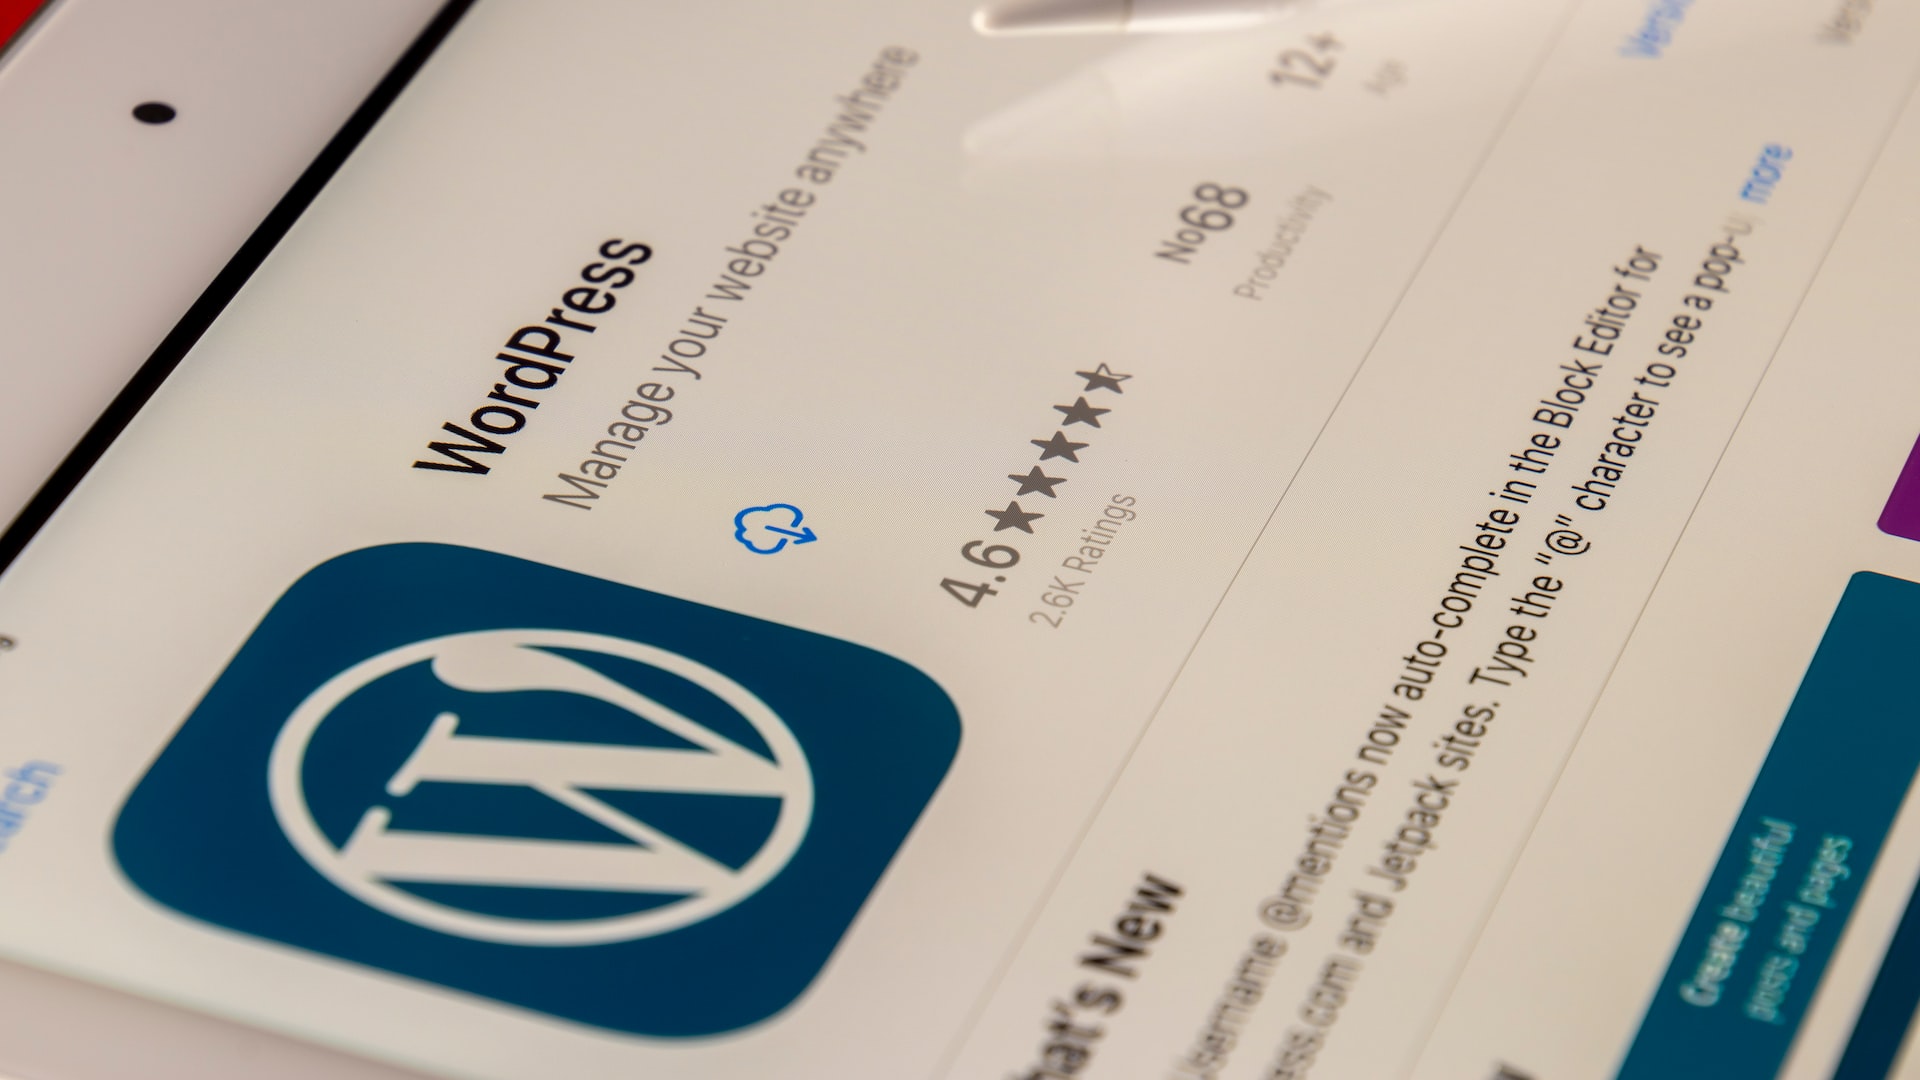 WordPress
Manage your website anywhere
4.6
2.6K Ratings
No68
Productivity
12+
Age
What's New
Username @mentions now auto-complete in the Block Editor for
and Jetpack sites. Type the "@" character to see a pop-u
more
Create beautiful
posts and pages